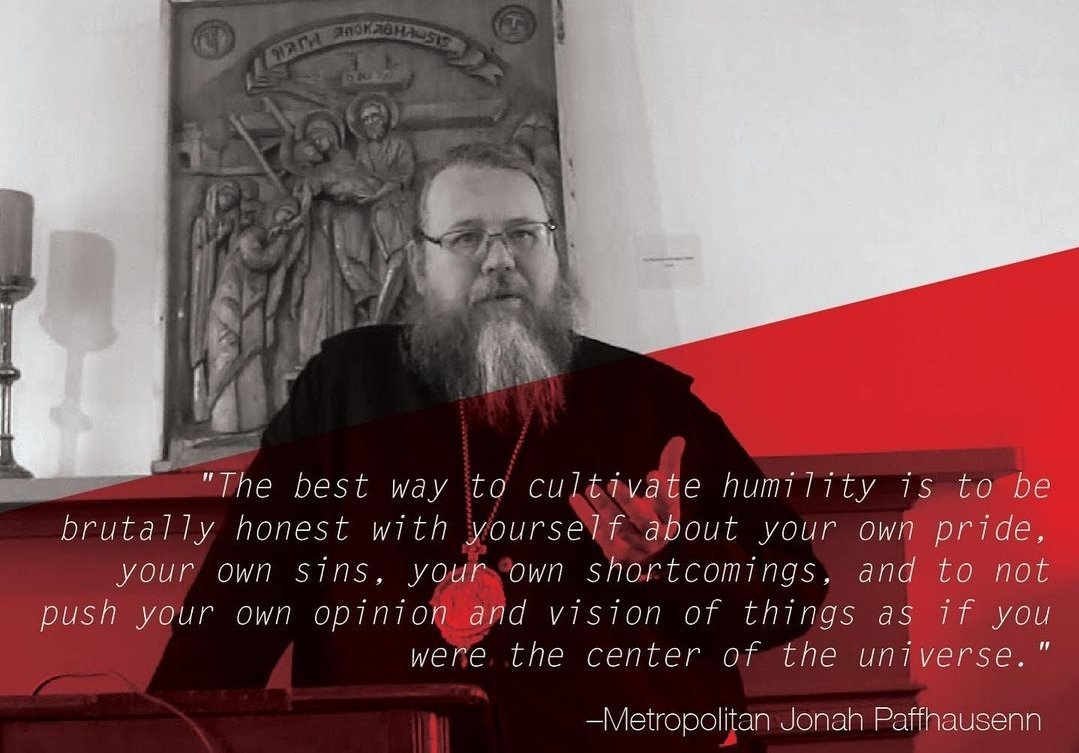 "The best way to cultivate humility is to be
brutally honest with yourself about your own pride,
your own sins, your own shortcomings, and to not
push your own opinion and vision of things as if you
were the center of the universe."
–Metropolitan Jonah Paffhausenn